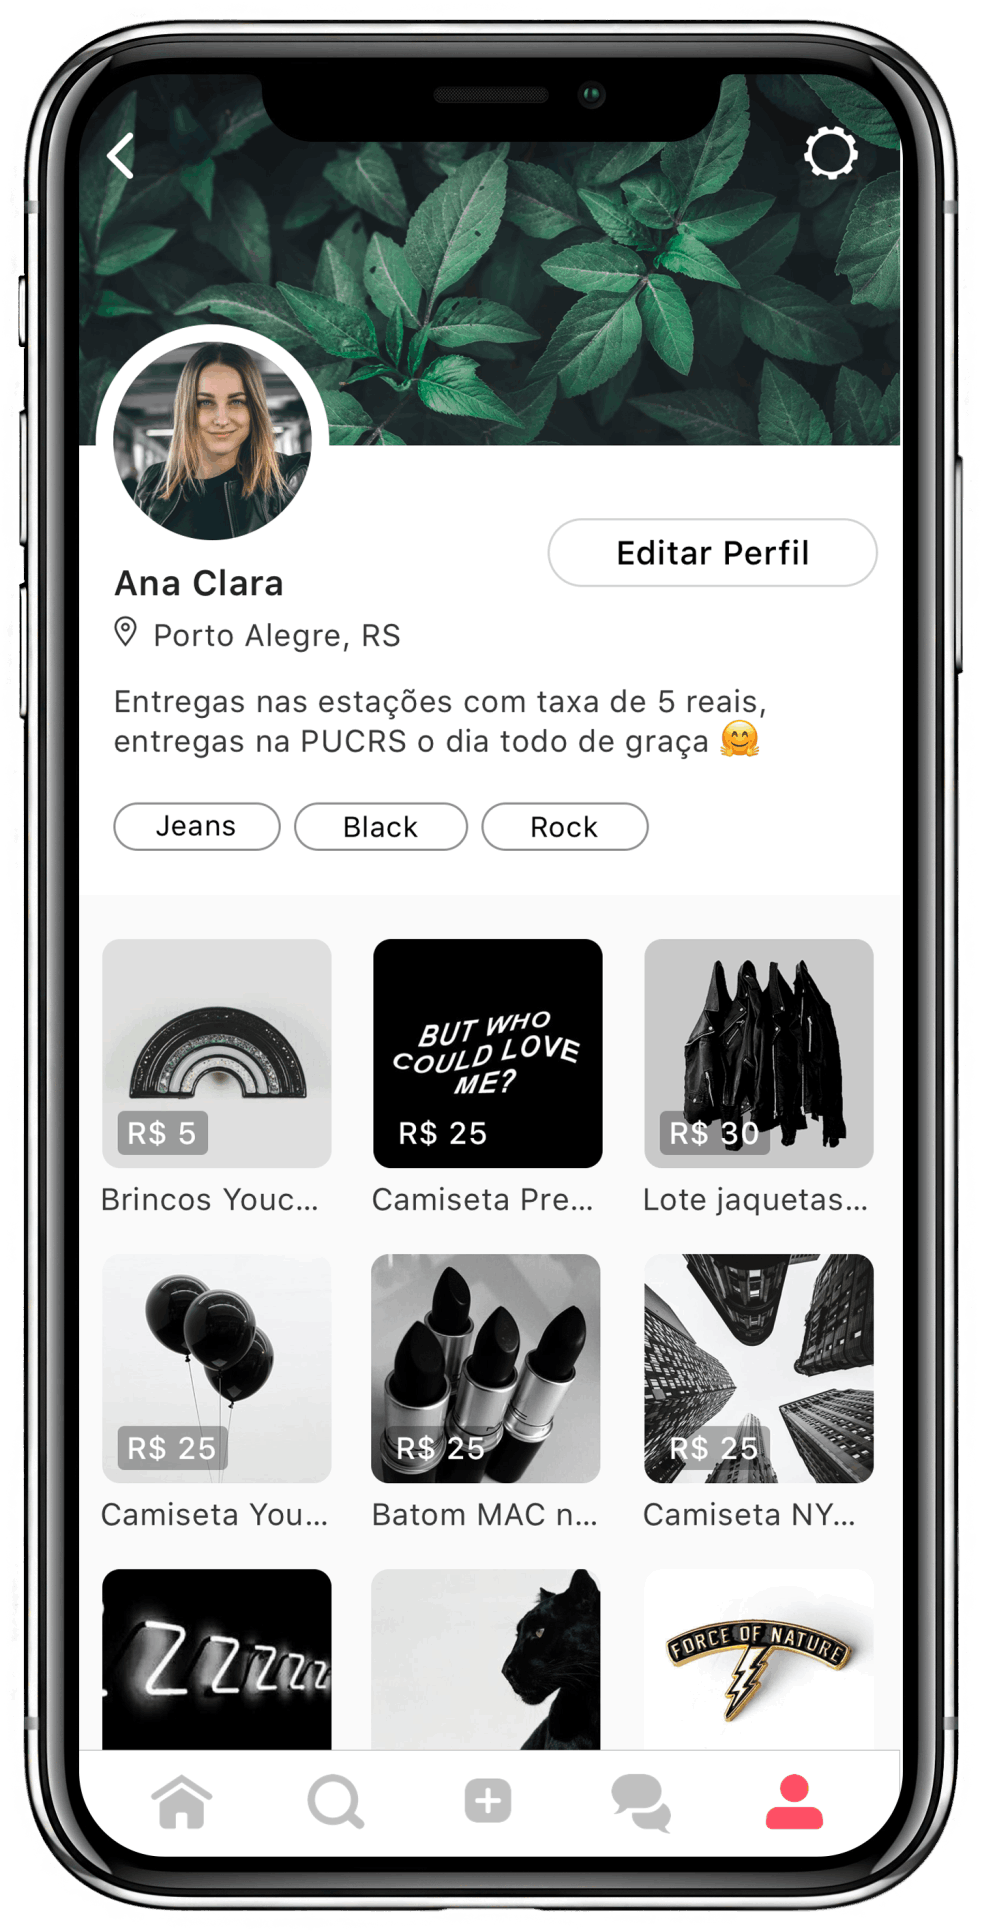 Editar Perfil
Ana Clara
Porto Alegre, RS
Entregas nas estações com taxa de 5 reais,
entregas na PUCRS o dia todo de graça 🤗
Jeans Black Rock
BUT WHO
COULD LOVE
ME?
R$ 5 R$ 25 R$ 30
Brincos Youc... Camiseta Pre... Lote jaquetas...
R$ 25 R$ 25 R$ 25
Camiseta You... Batom MAC n... Camiseta NY...
ZZZZZ
FORCE OF NATURE